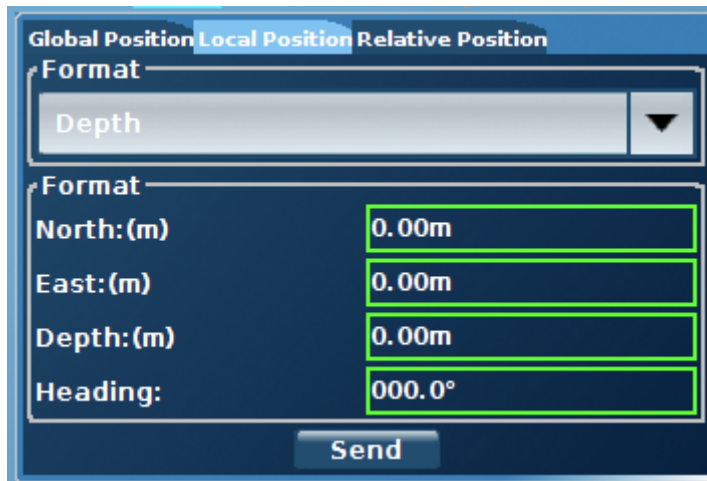 Global Position Local Position Relative Position
Format
Depth
Format
North:(m) 0.00m
East:(m) 0.00m
Depth:(m) 0.00m
Heading: 000.0°
Send